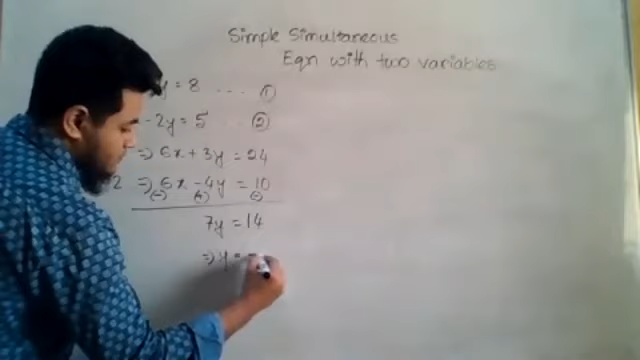 Simple Simultaneous
Eqn with two variables
y = 8 ... ①
- 2y = 5 .. ②
⇒ 6x + 3y = 24
2 ⇒ 6x - 4y = 10
(-) (+) (-)
7y = 14
⇒ y =